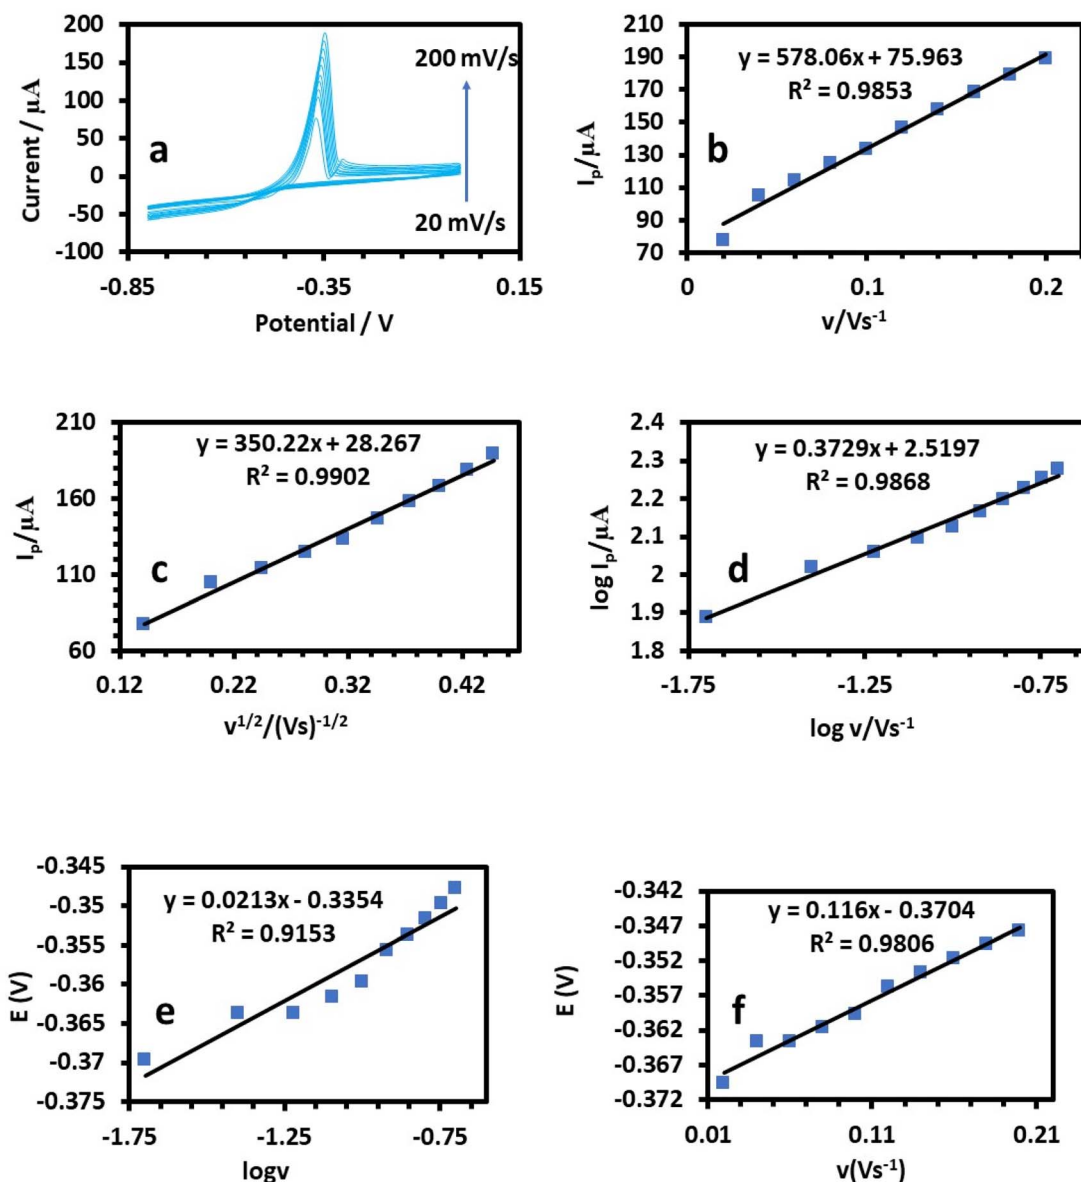 200
150
100
50
0
-50
-100
Current / µA
a
200 mV/s
20 mV/s
-0.85
-0.35
0.15
Potential / V
210
190
170
150
130
110
90
70
Iₚ/µA
y = 578.06x + 75.963
R² = 0.9853
b
0
0.1
0.2
v/Vs⁻¹
210
160
110
60
Iₚ/µA
y = 350.22x + 28.267
R² = 0.9902
c
0.12
0.22
0.32
0.42
v¹/²/(Vs)⁻¹/²
2.4
2.3
2.2
2.1
2
1.9
1.8
log Iₚ/µA
y = 0.3729x + 2.5197
R² = 0.9868
d
-1.75
-1.25
-0.75
log v/Vs⁻¹
-0.345
-0.35
-0.355
-0.36
-0.365
-0.37
-0.375
E (V)
y = 0.0213x - 0.3354
R² = 0.9153
e
-1.75
-1.25
-0.75
logv
-0.342
-0.347
-0.352
-0.357
-0.362
-0.367
-0.372
E (V)
y = 0.116x - 0.3704
R² = 0.9806
f
0.01
0.11
0.21
v(Vs⁻¹)